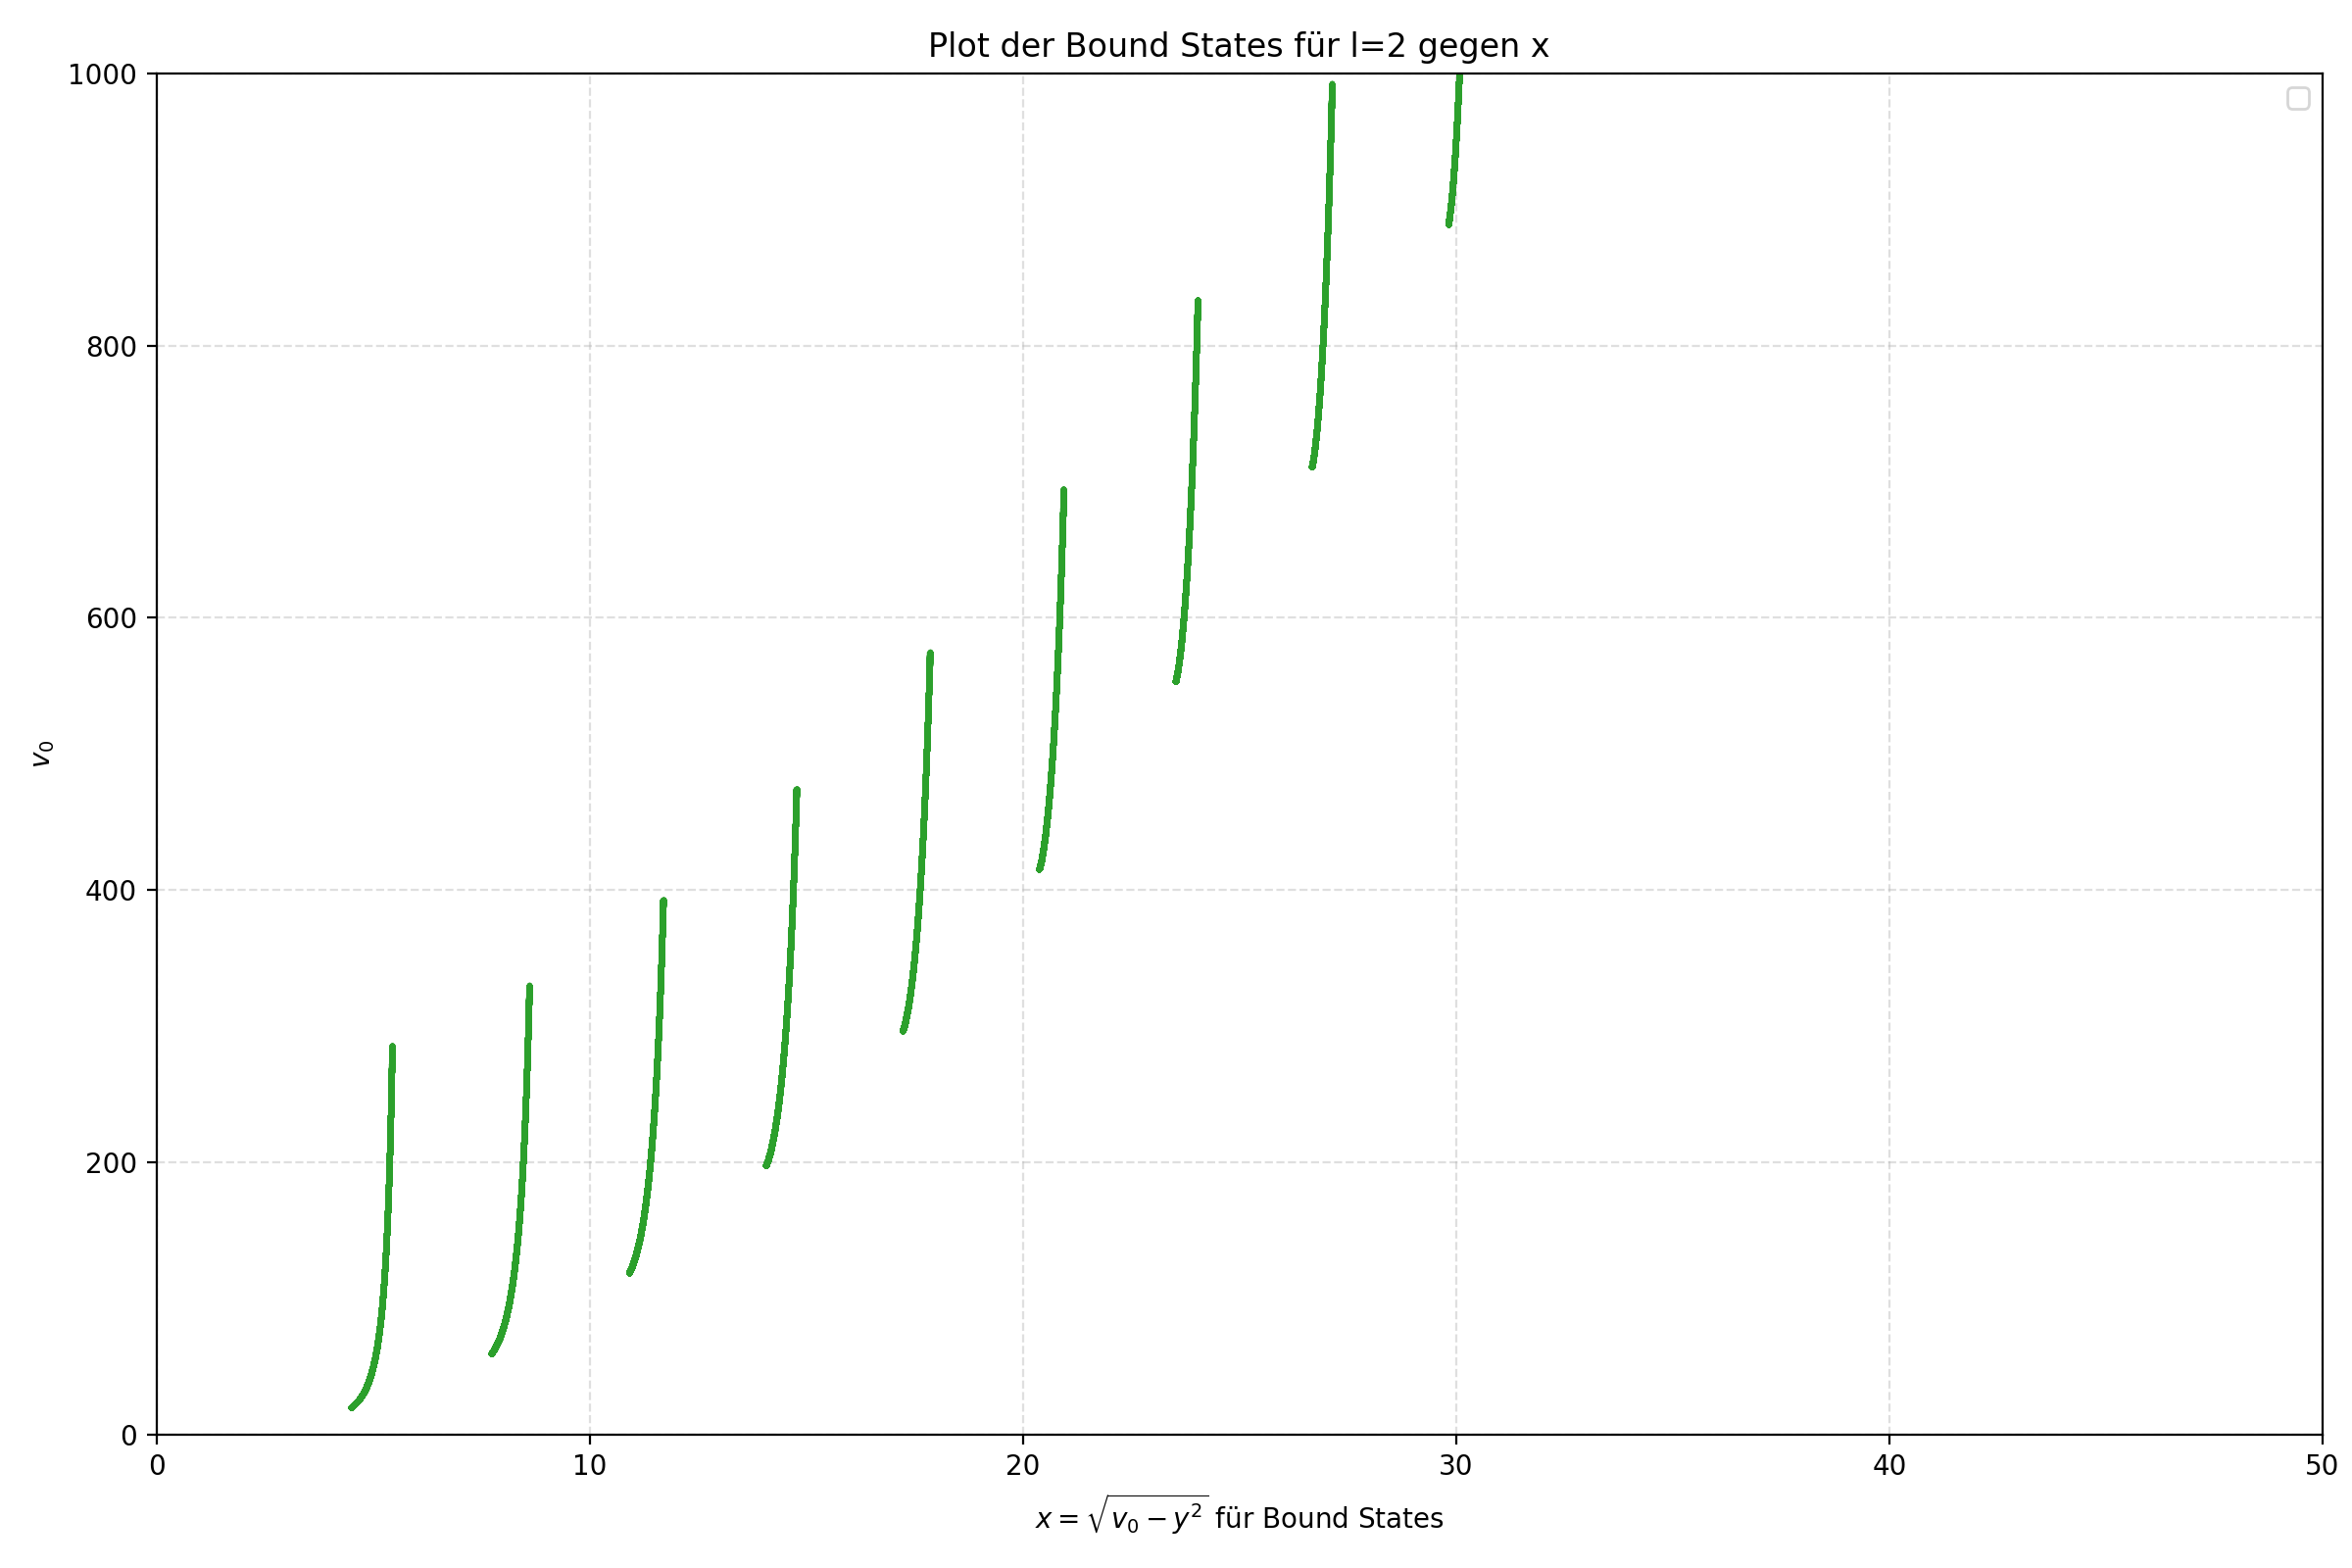 Plot der Bound States für l=2 gegen x
1000
800
600
400
200
0
v₀
0 10 20 30 40 50
x = √(v₀ − y²) für Bound States